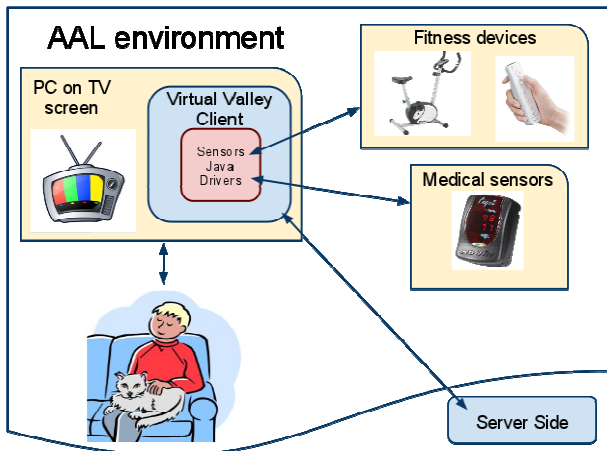 AAL environment
PC on TV
screen
Virtual Valley
Client
Sensors
Java
Drivers
Fitness devices
Medical sensors
Server Side